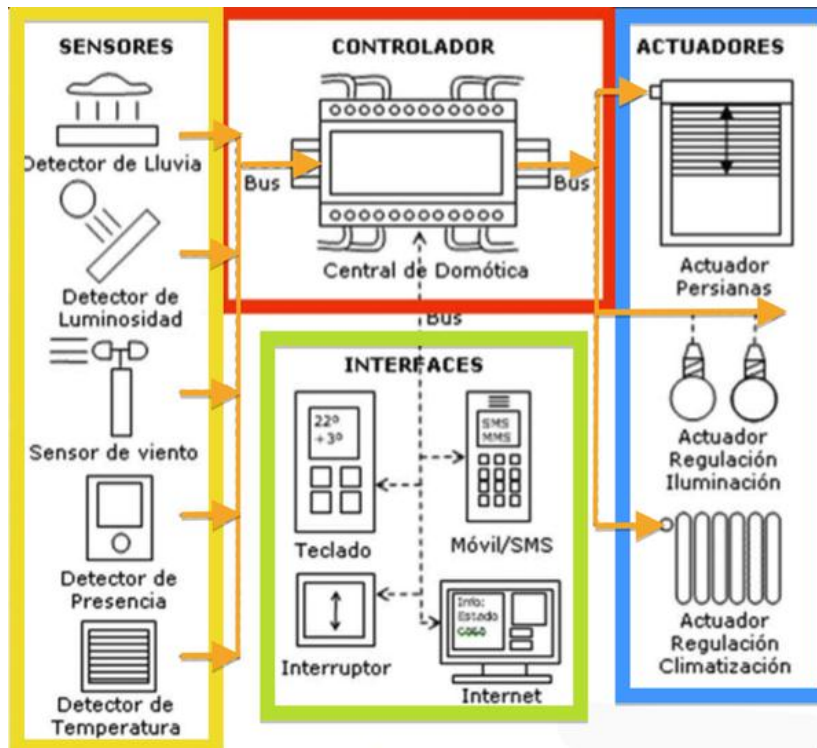 SENSORES
Detector de Lluvia
Detector de
Luminosidad
Sensor de viento
Detector de
Presencia
Detector de
Temperatura
CONTROLADOR
Bus
Bus
Central de Domótica
Bus
INTERFACES
22º
+3º
Teclado
SMS
MMS
Móvil/SMS
Interruptor
Info:
Estado
casa
Internet
ACTUADORES
Actuador
Persianas
Actuador
Regulación
Iluminación
Actuador
Regulación
Climatización